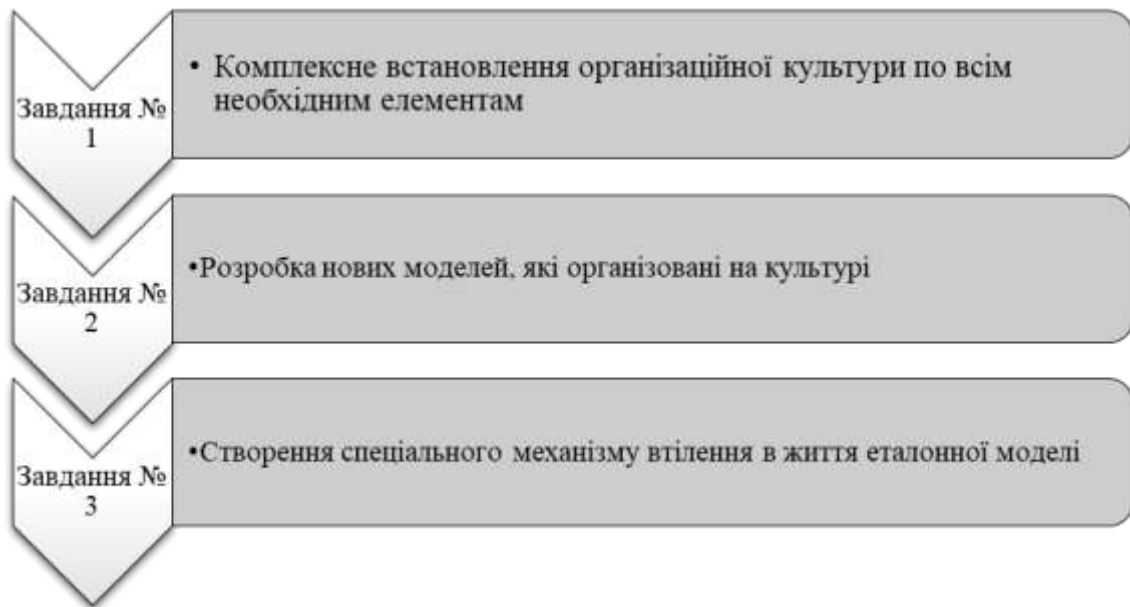 Завдання №
1
• Комплексне встановлення організаційної культури по всім
необхідним елементам
Завдання №
2
•Розробка нових моделей, які організовані на культурі
Завдання №
3
•Створення спеціального механізму втілення в життя еталонної моделі